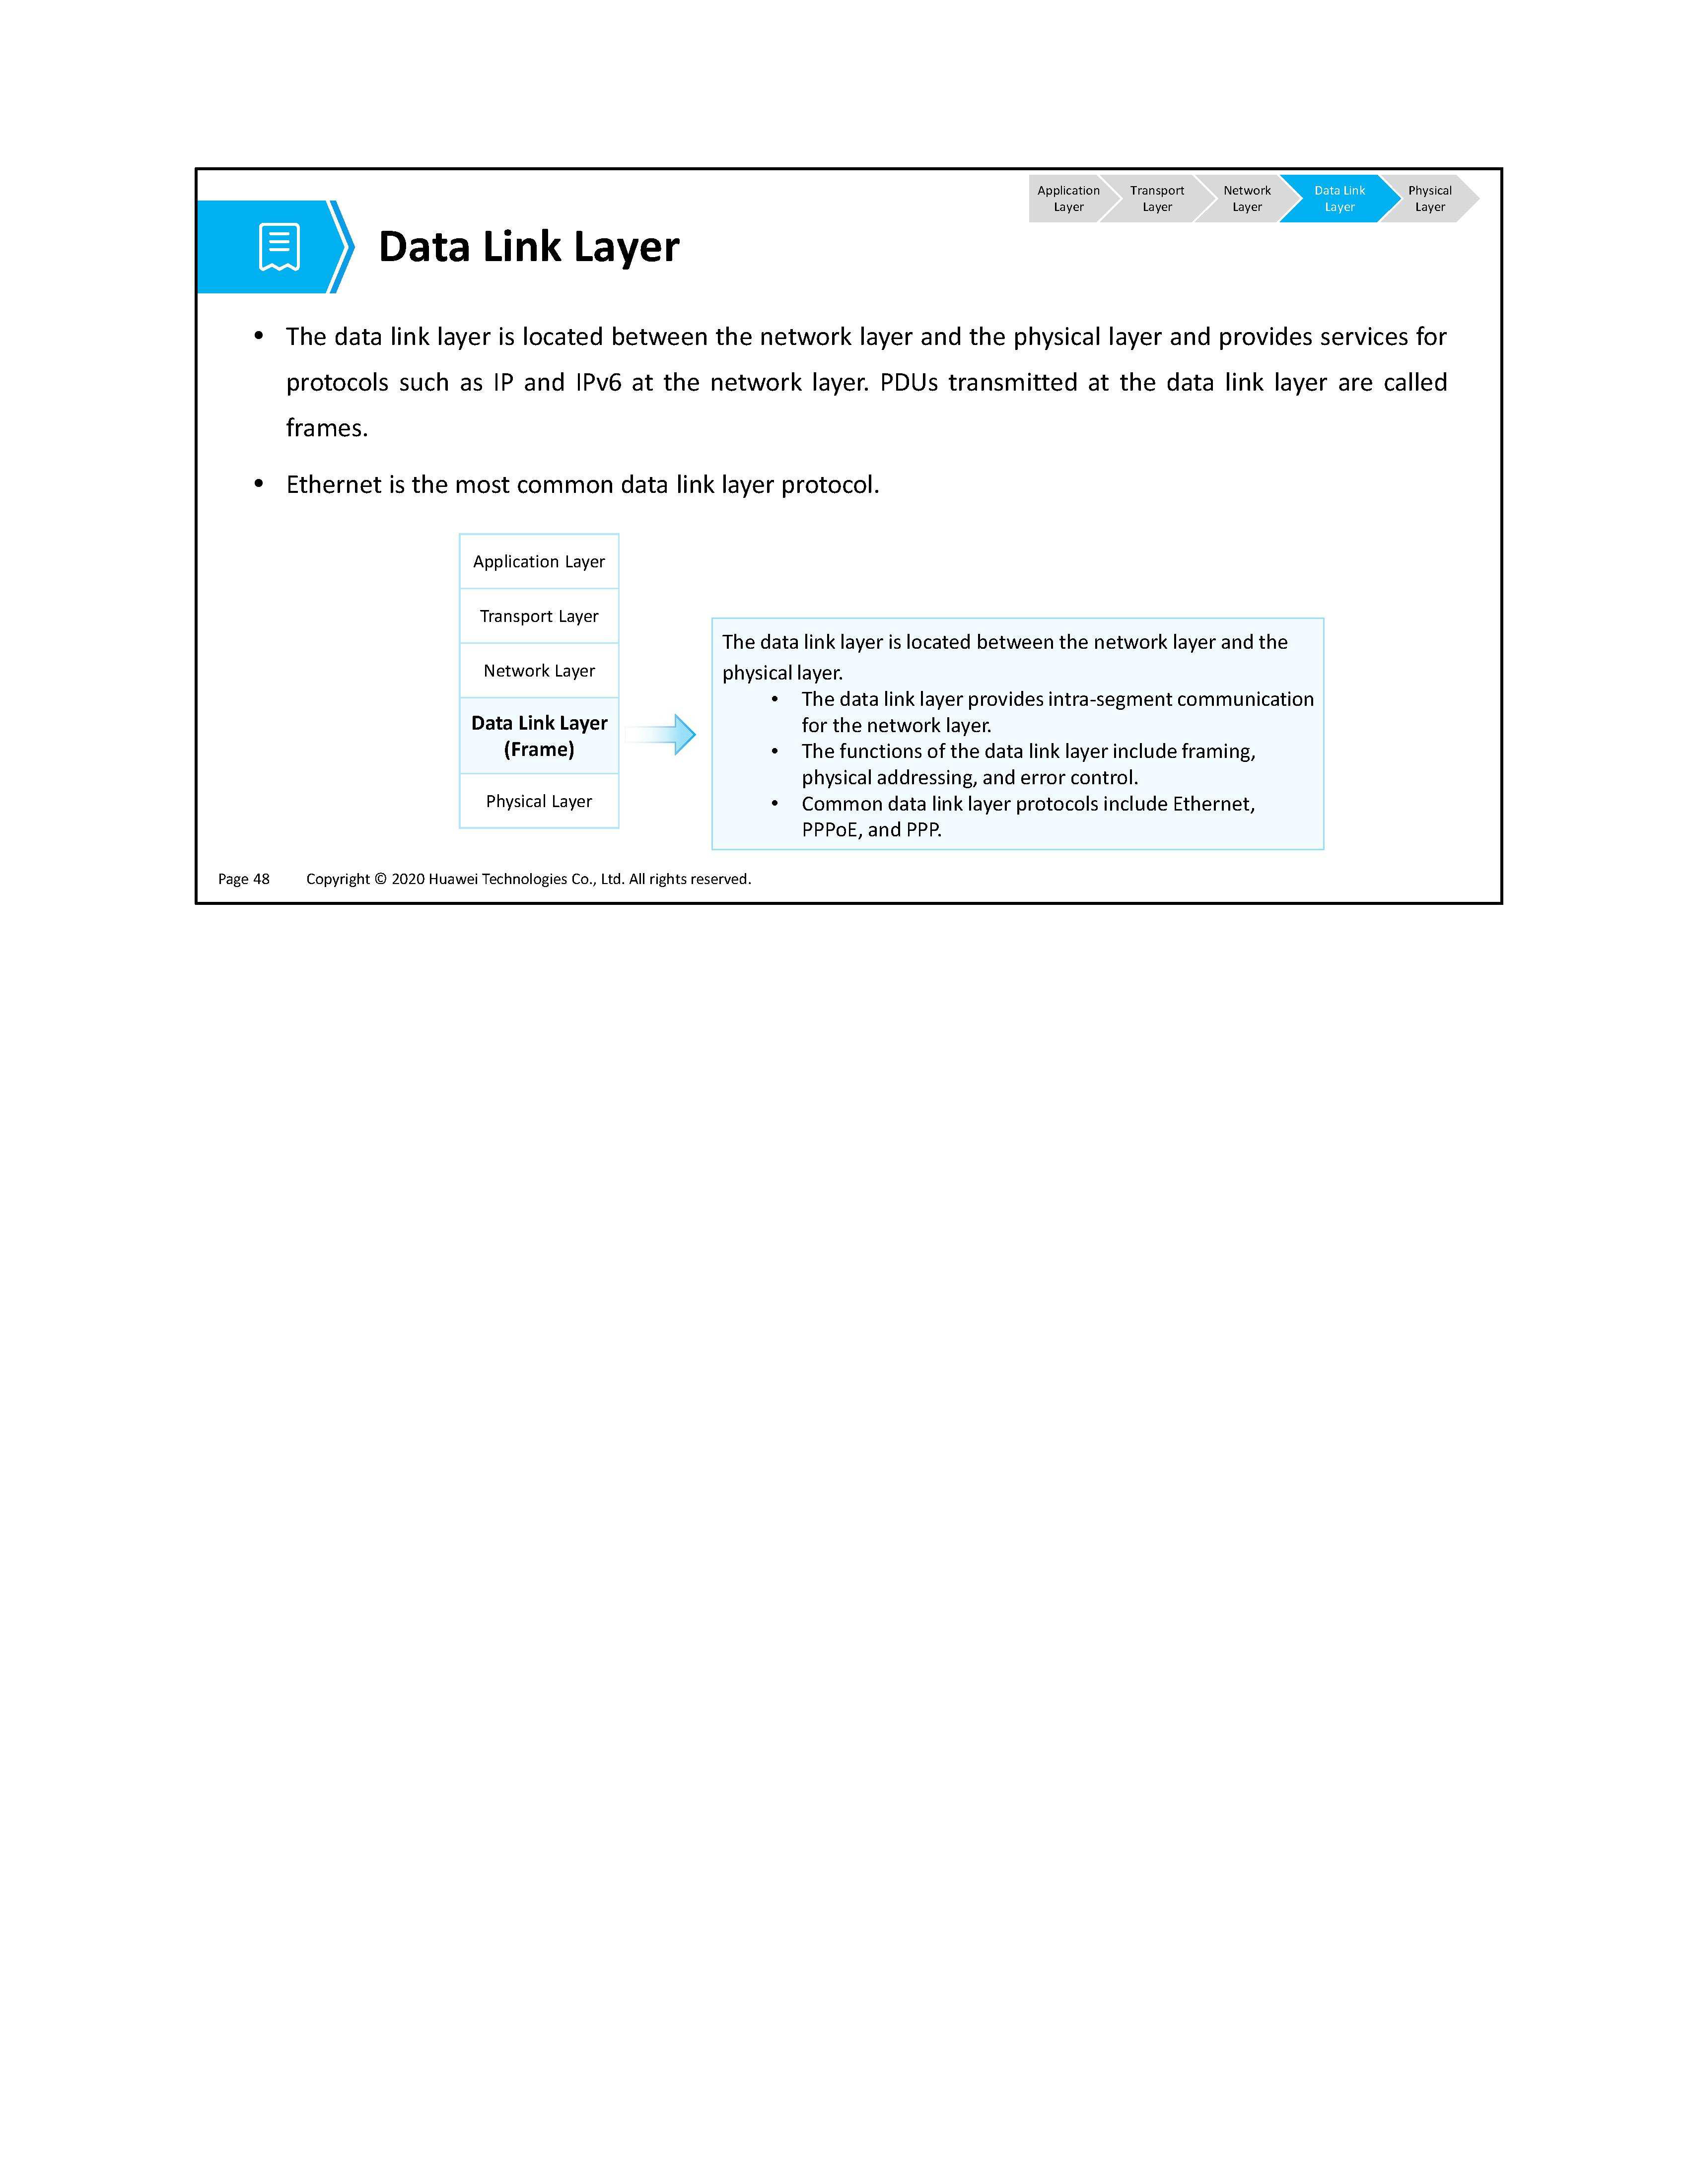 Application
Layer
Transport
Layer
Network
Layer
Data Link
Layer
Physical
Layer
Data Link Layer
• The data link layer is located between the network layer and the physical layer and provides services for
protocols such as IP and IPv6 at the network layer. PDUs transmitted at the data link layer are called
frames.
• Ethernet is the most common data link layer protocol.
Application Layer
Transport Layer
Network Layer
Data Link Layer
(Frame)
Physical Layer
The data link layer is located between the network layer and the
physical layer.
• The data link layer provides intra-segment communication
for the network layer.
• The functions of the data link layer include framing,
physical addressing, and error control.
• Common data link layer protocols include Ethernet,
PPPoE, and PPP.
Page 48 Copyright © 2020 Huawei Technologies Co., Ltd. All rights reserved.